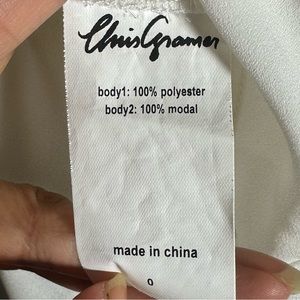 Chris Gramer
body1: 100% polyester
body2: 100% modal
made in china
0